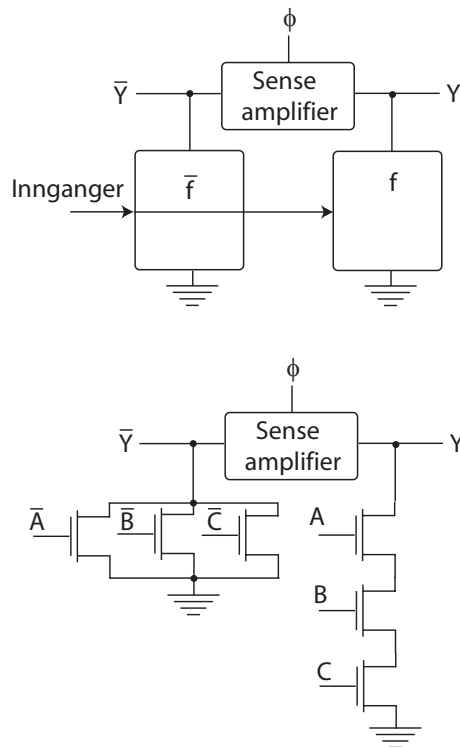 ϕ
Y̅
Sense
amplifier
Y
Innganger
f̅
f
ϕ
Y̅
Sense
amplifier
Y
A̅
B̅
C̅
A
B
C